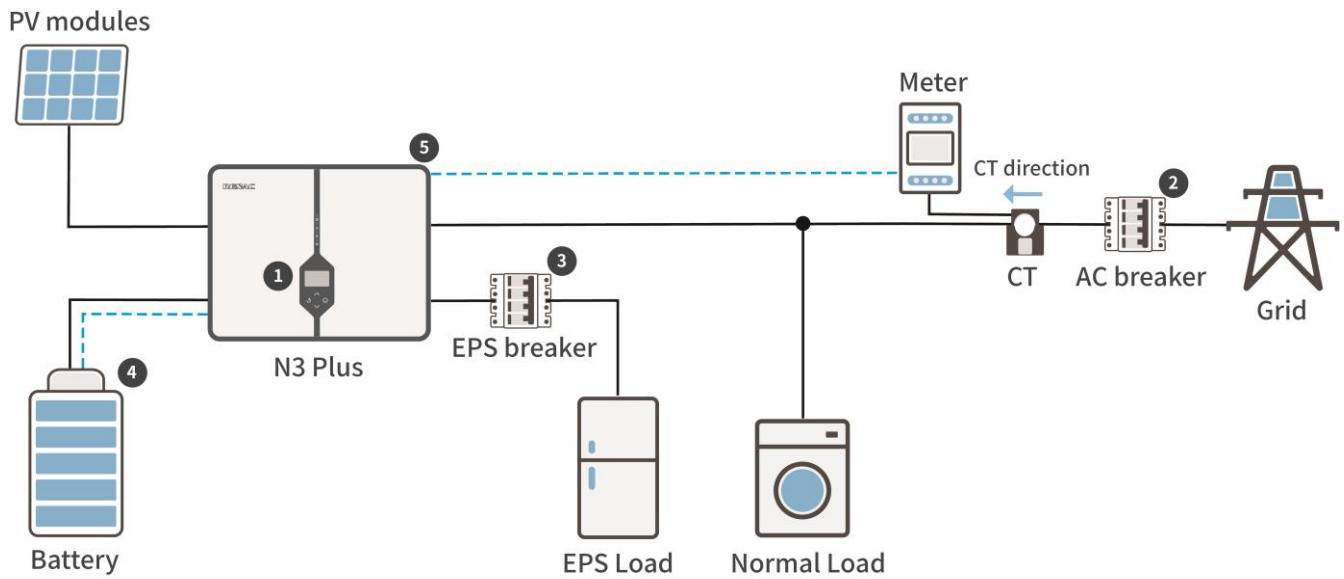 PV modules
Meter
5
CT direction
2
RENAC
1
3
CT
AC breaker
Grid
EPS breaker
N3 Plus
4
Battery
EPS Load
Normal Load